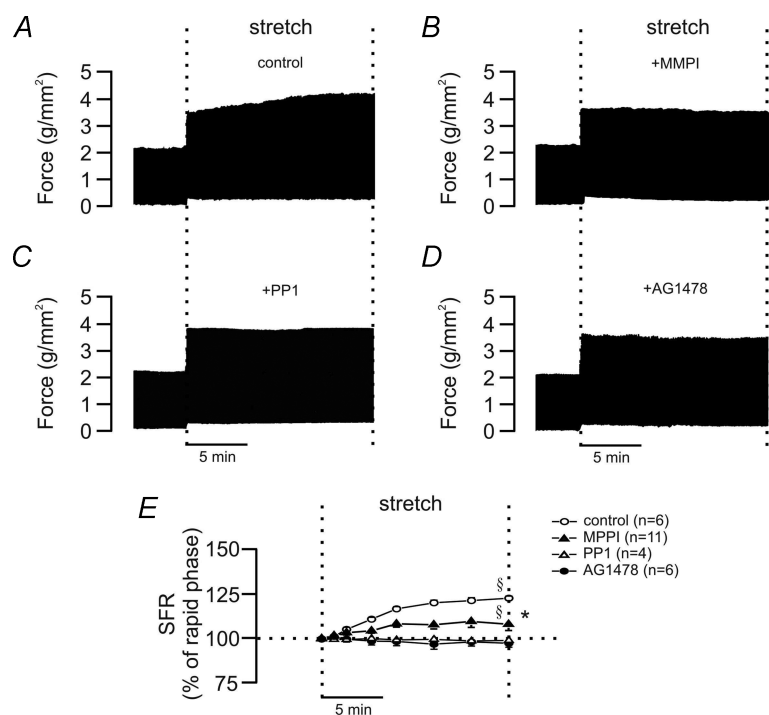 A
stretch
control
5
4
3
2
1
0
Force (g/mm²)
B
+MMPI
5
4
3
2
1
0
Force (g/mm²)
C
+PP1
5
4
3
2
1
0
Force (g/mm²)
5 min
D
+AG1478
5
4
3
2
1
0
Force (g/mm²)
5 min
E
stretch
150
125
100
75
SFR
(% of rapid phase)
§
§ *
5 min
control (n=6)
MPPI (n=11)
PP1 (n=4)
AG1478 (n=6)